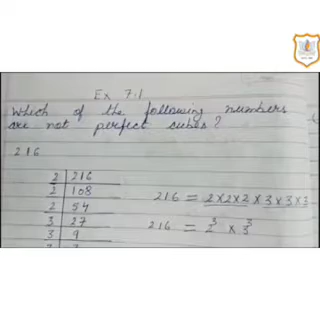 Ex 7.1
Which of the following numbers
are not perfect cubes?
216
2 | 216
2 | 108
2 | 54
3 | 27
3 | 9
216 = 2×2×2 × 3×3×3
216 = 2³ × 3³